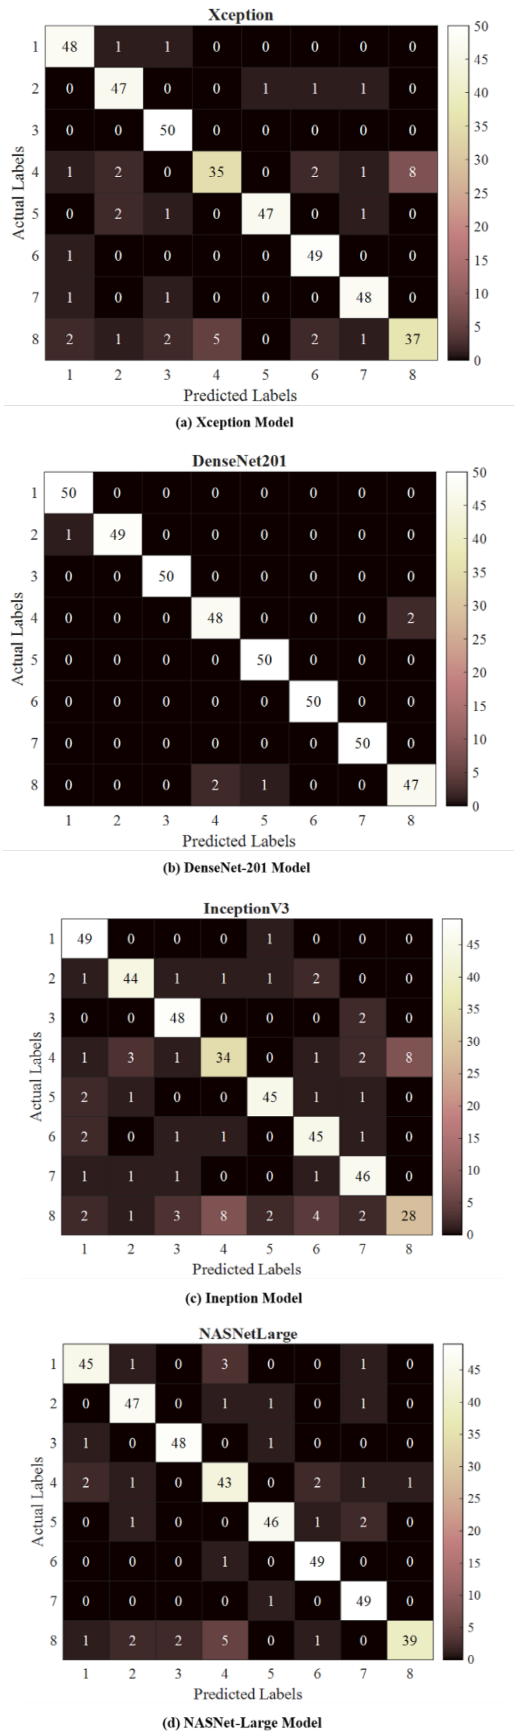 Xception
50
1 48 1 1 0 0 0 0 0
45
2 0 47 0 0 1 1 1 0
40
3 0 0 50 0 0 0 0 0
35
30
4 1 2 0 35 0 2 1 8
25
5 0 2 1 0 47 0 1 0
20
15
6 1 0 0 0 0 49 0 0
10
7 1 0 1 0 0 0 48 0
5
8 2 1 2 5 0 2 1 37
0
Actual Labels
1 2 3 4 5 6 7 8
Predicted Labels
(a) Xception Model
DenseNet201
50
1 50 0 0 0 0 0 0 0
45
2 1 49 0 0 0 0 0 0
40
3 0 0 50 0 0 0 0 0
35
30
4 0 0 0 48 0 0 0 2
25
5 0 0 0 0 50 0 0 0
20
15
6 0 0 0 0 0 50 0 0
10
7 0 0 0 0 0 0 50 0
5
8 0 0 0 2 1 0 0 47
0
Actual Labels
1 2 3 4 5 6 7 8
Predicted Labels
(b) DenseNet-201 Model
InceptionV3
1 49 0 0 0 1 0 0 0
45
2 1 44 1 1 1 2 0 0
40
3 0 0 48 0 0 0 2 0
35
30
4 1 3 1 34 0 1 2 8
25
5 2 1 0 0 45 1 1 0
20
15
6 2 0 1 1 0 45 1 0
10
7 1 1 1 0 0 1 46 0
5
8 2 1 3 8 2 4 2 28
0
Actual Labels
1 2 3 4 5 6 7 8
Predicted Labels
(c) Ineption Model
NASNetLarge
1 45 1 0 3 0 0 1 0
45
2 0 47 0 1 1 0 1 0
40
3 1 0 48 0 1 0 0 0
35
30
4 2 1 0 43 0 2 1 1
25
5 0 1 0 0 46 1 2 0
20
15
6 0 0 0 1 0 49 0 0
10
7 0 0 0 0 1 0 49 0
5
8 1 2 2 5 0 1 0 39
0
Actual Labels
1 2 3 4 5 6 7 8
Predicted Labels
(d) NASNet-Large Model